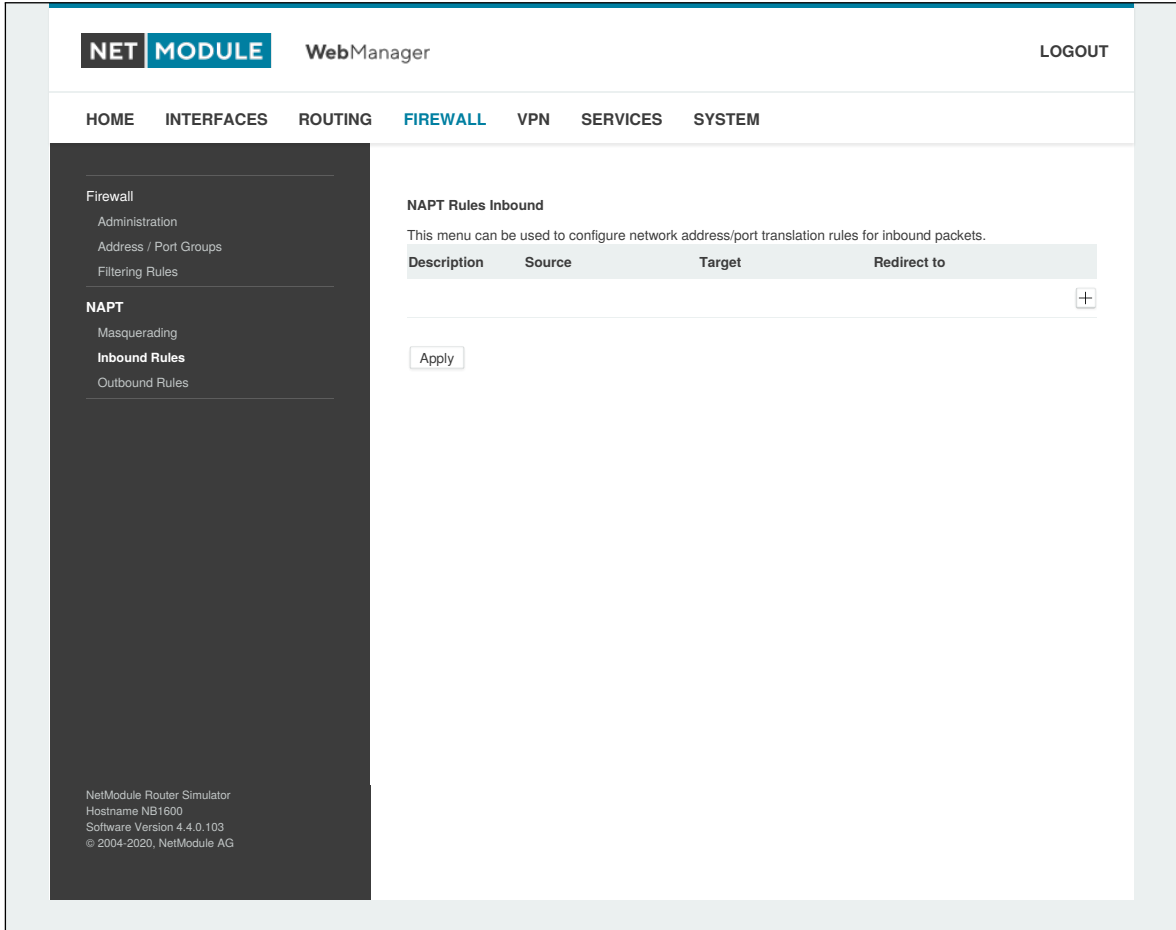 NET MODULE WebManager LOGOUT
HOME INTERFACES ROUTING FIREWALL VPN SERVICES SYSTEM
Firewall
Administration
Address / Port Groups
Filtering Rules
NAPT
Masquerading
Inbound Rules
Outbound Rules
NAPT Rules Inbound
This menu can be used to configure network address/port translation rules for inbound packets.
Description Source Target Redirect to
Apply
NetModule Router Simulator
Hostname NB1600
Software Version 4.4.0.103
© 2004-2020, NetModule AG